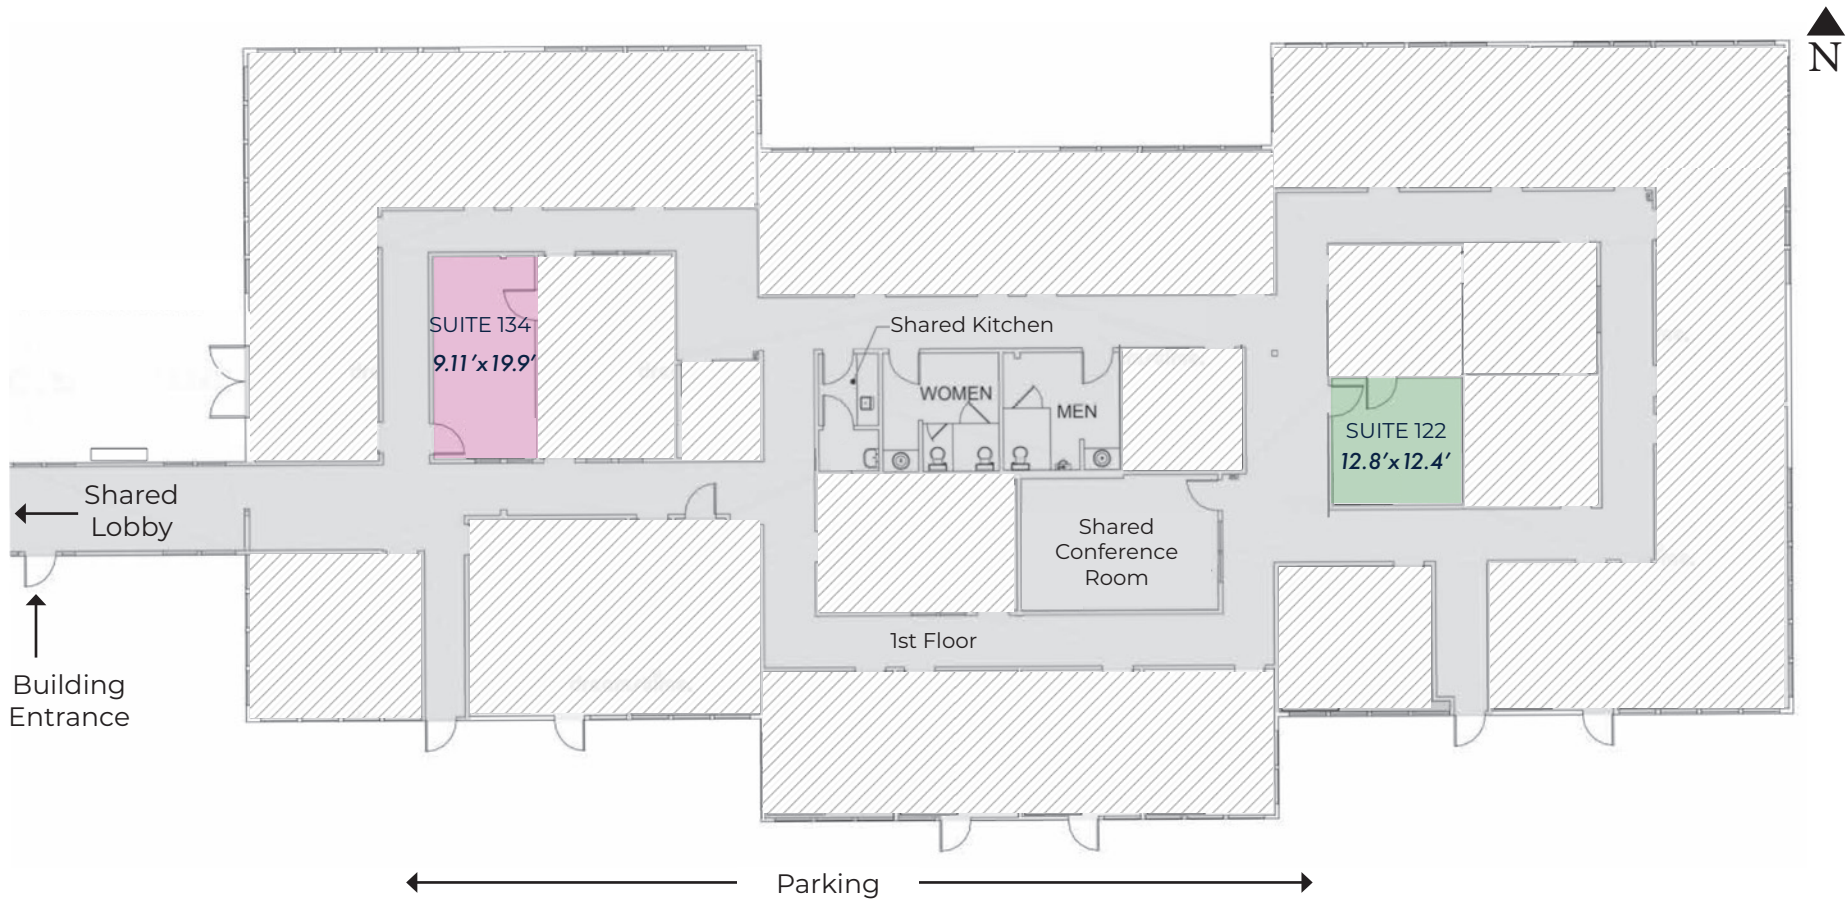 N
SUITE 134
9.11'x19.9'
Shared Kitchen
WOMEN
MEN
SUITE 122
12.8'x12.4'
Shared
Lobby
Shared
Conference
Room
1st Floor
Building
Entrance
Parking